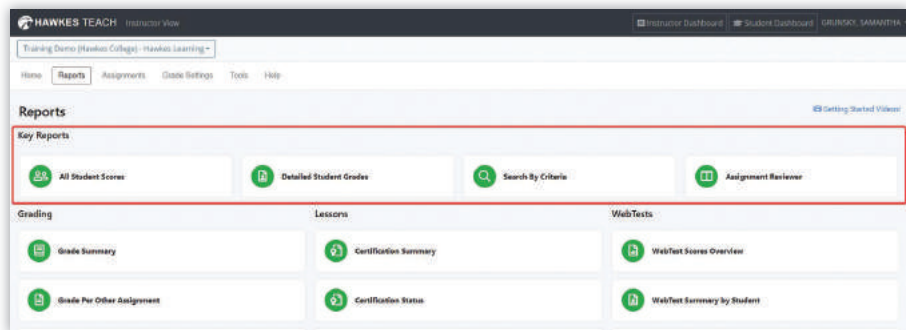 HAWKES TEACH Instructor View
Instructor Dashboard Student Dashboard GRUNSKY, SAMANTHA
Training Demo (Hawkes College) - Hawkes Learning
Home Reports Assignments Grade Settings Tools Help
Reports
Getting Started Videos!
Key Reports
All Student Scores Detailed Student Grades Search By Criteria Assignment Reviewer
Grading Lessons WebTests
Grade Summary Certification Summary WebTest Scores Overview
Grade Per Other Assignment Certification Status WebTest Summary by Student